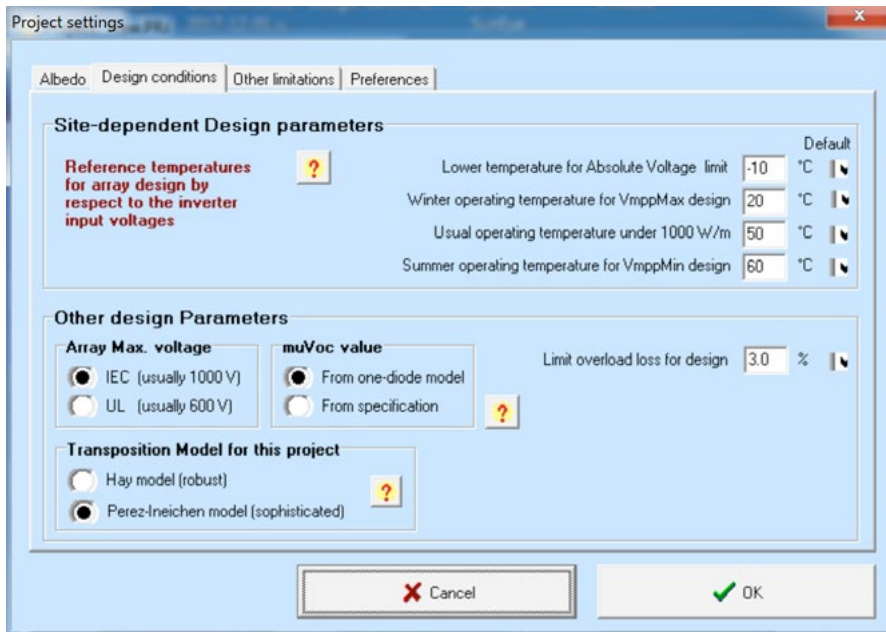 Project settings
x
Albedo Design conditions Other limitations Preferences
Site-dependent Design parameters
Default
Reference temperatures
for array design by
respect to the inverter
input voltages
?
Lower temperature for Absolute Voltage limit -10 °C
Winter operating temperature for VmppMax design 20 °C
Usual operating temperature under 1000 W/m 50 °C
Summer operating temperature for VmppMin design 60 °C
Other design Parameters
Array Max. voltage
IEC (usually 1000 V)
UL (usually 600 V)
muVoc value
From one-diode model
From specification
?
Limit overload loss for design 3.0 %
Transposition Model for this project
Hay model (robust)
Perez-Ineichen model (sophisticated)
?
Cancel
OK